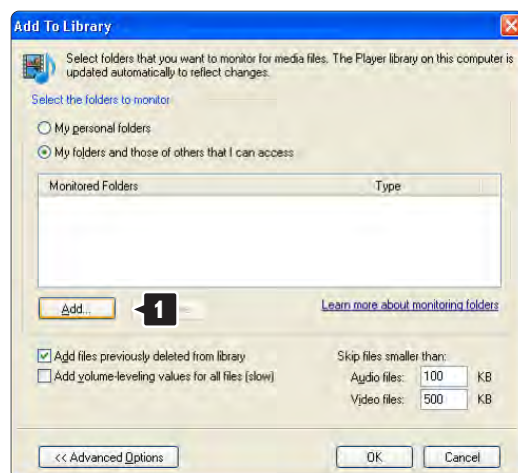 Add To Library
Select folders that you want to monitor for media files. The Player library on this computer is
updated automatically to reflect changes.
Select the folders to monitor
My personal folders
My folders and those of others that I can access
Monitored Folders Type
Add... 1
Learn more about monitoring folders
Add files previously deleted from library
Add volume-leveling values for all files (slow)
Skip files smaller than:
Audio files: 100 KB
Video files: 500 KB
<< Advanced Options OK Cancel